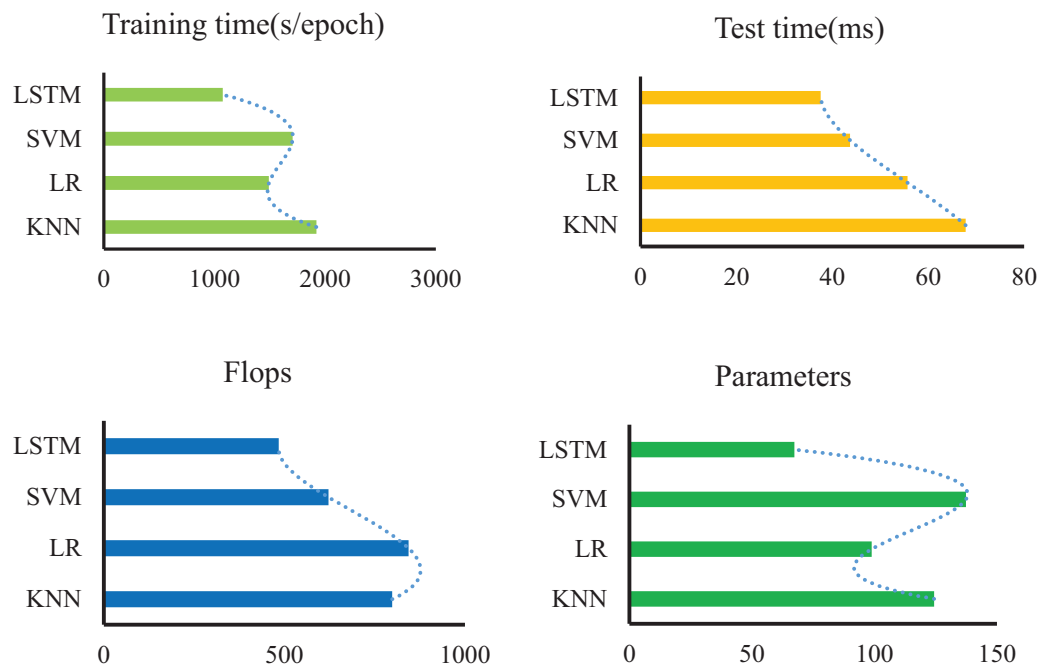 Training time(s/epoch)
LSTM
SVM
LR
KNN
0 1000 2000 3000
Test time(ms)
LSTM
SVM
LR
KNN
0 20 40 60 80
Flops
LSTM
SVM
LR
KNN
0 500 1000
Parameters
LSTM
SVM
LR
KNN
0 50 100 150